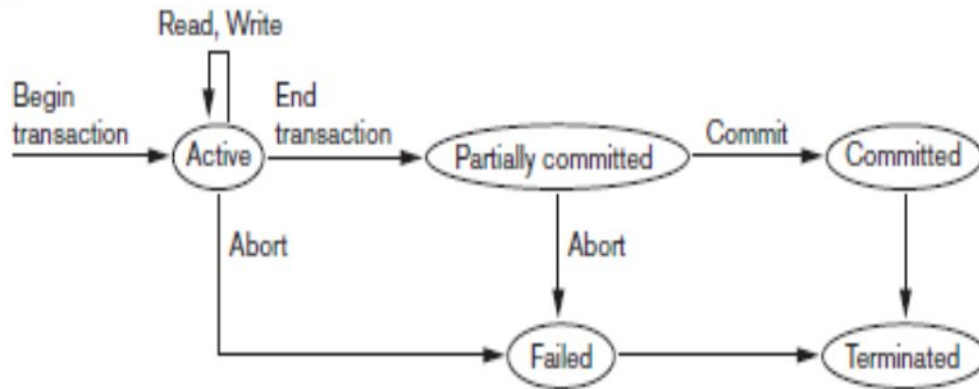 Read, Write
Begin
transaction
End
transaction
Active
Partially committed
Commit
Committed
Abort
Abort
Failed
Terminated